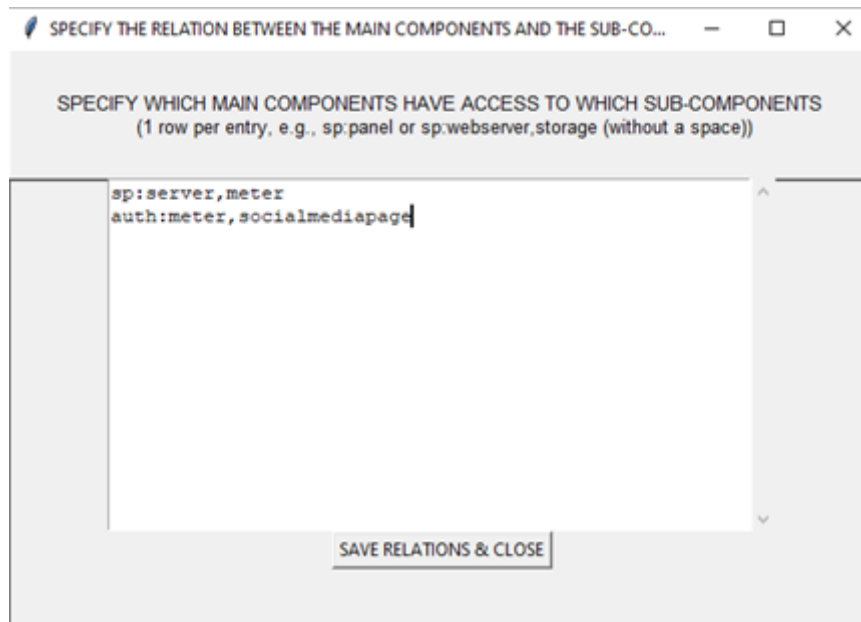 SPECIFY THE RELATION BETWEEN THE MAIN COMPONENTS AND THE SUB-CO...
SPECIFY WHICH MAIN COMPONENTS HAVE ACCESS TO WHICH SUB-COMPONENTS
(1 row per entry, e.g., sp:panel or sp:webserver,storage (without a space))
sp:server,meter
auth:meter,socialmediapage
SAVE RELATIONS & CLOSE